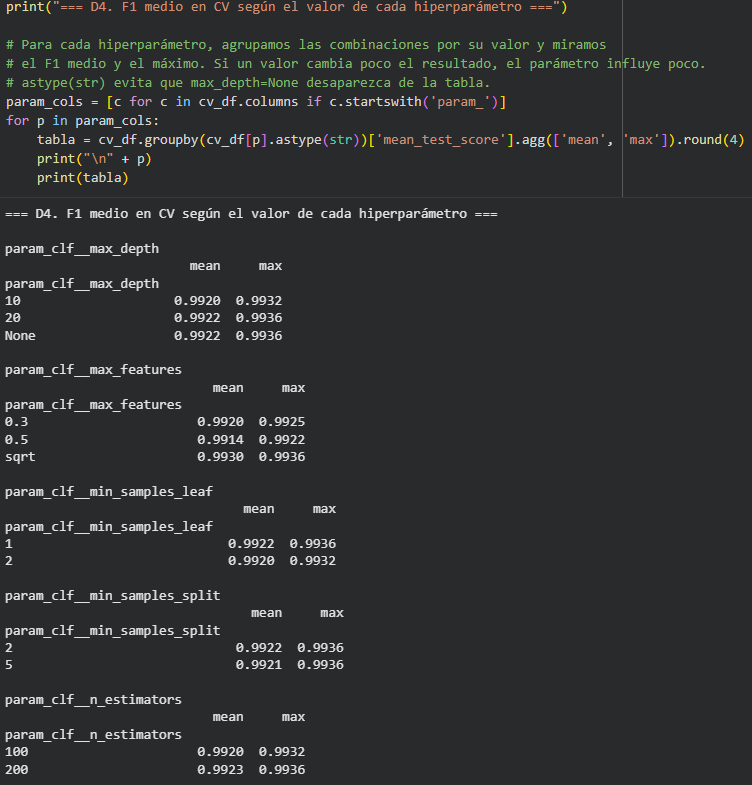 print("=== D4. F1 medio en CV según el valor de cada hiperparámetro ===")
# Para cada hiperparámetro, agrupamos las combinaciones por su valor y miramos
# el F1 medio y el máximo. Si un valor cambia poco el resultado, el parámetro influye poco.
# astype(str) evita que max_depth=None desaparezca de la tabla.
param_cols = [c for c in cv_df.columns if c.startswith('param_')]
for p in param_cols:
    tabla = cv_df.groupby(cv_df[p].astype(str))['mean_test_score'].agg(['mean', 'max']).round(4)
    print("\n" + p)
    print(tabla)
=== D4. F1 medio en CV según el valor de cada hiperparámetro ===
param_clf__max_depth
                       mean     max
param_clf__max_depth
10                   0.9920  0.9932
20                   0.9922  0.9936
None                 0.9922  0.9936
param_clf__max_features
                          mean     max
param_clf__max_features
0.3                     0.9920  0.9925
0.5                     0.9914  0.9922
sqrt                    0.9930  0.9936
param_clf__min_samples_leaf
                              mean     max
param_clf__min_samples_leaf
1                           0.9922  0.9936
2                           0.9920  0.9932
param_clf__min_samples_split
                               mean     max
param_clf__min_samples_split
2                            0.9922  0.9936
5                            0.9921  0.9936
param_clf__n_estimators
                          mean     max
param_clf__n_estimators
100                     0.9920  0.9932
200                     0.9923  0.9936